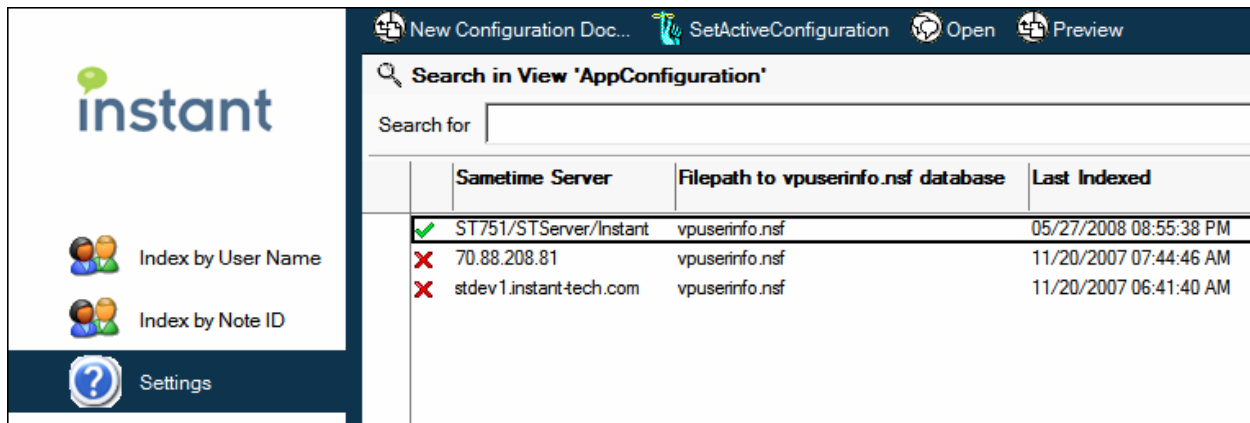 New Configuration Doc... SetActiveConfiguration Open Preview
instant
Search in View 'AppConfiguration'
Search for
Sametime Server Filepath to vpuserinfo.nsf database Last Indexed
ST751/STServer/Instant vpuserinfo.nsf 05/27/2008 08:55:38 PM
70.88.208.81 vpuserinfo.nsf 11/20/2007 07:44:46 AM
stdev1.instant-tech.com vpuserinfo.nsf 11/20/2007 06:41:40 AM
Index by User Name
Index by Note ID
Settings